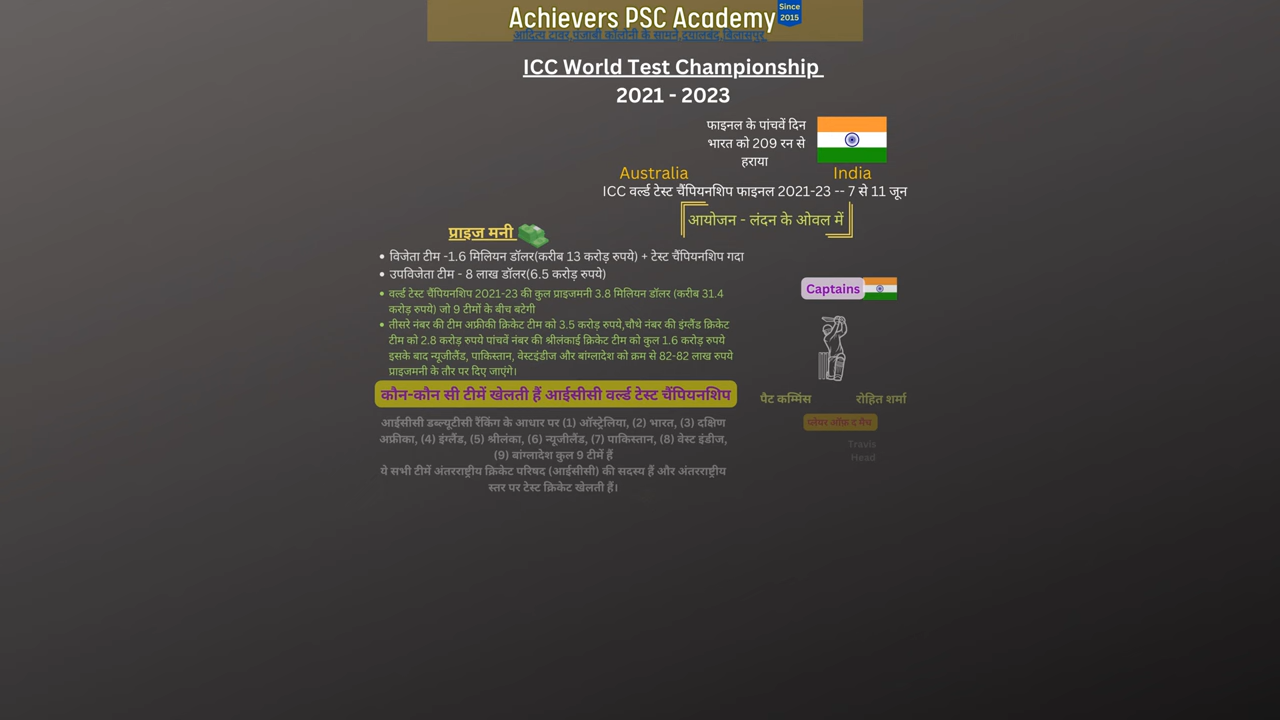 Achievers PSC Academy
Since
2015
आदित्य टावर,पंजाबी कॉलोनी के सामने,दयालबंद,बिलासपुर
ICC World Test Championship
2021 - 2023
फाइनल के पांचवें दिन
भारत को 209 रन से
हराया
Australia
India
ICC वर्ल्ड टेस्ट चैंपियनशिप फाइनल 2021-23 -- 7 से 11 जून
आयोजन - लंदन के ओवल में
प्राइज मनी
• विजेता टीम -1.6 मिलियन डॉलर(करीब 13 करोड़ रुपये) + टेस्ट चैंपियनशिप गदा
• उपविजेता टीम - 8 लाख डॉलर(6.5 करोड़ रुपये)
• वर्ल्ड टेस्ट चैंपियनशिप 2021-23 की कुल प्राइजमनी 3.8 मिलियन डॉलर (करीब 31.4
करोड़ रुपये) जो 9 टीमों के बीच बटेगी
• तीसरे नंबर की टीम अफ्रीकी क्रिकेट टीम को 3.5 करोड़ रुपये,चौथे नंबर की इंग्लैंड क्रिकेट
टीम को 2.8 करोड़ रुपये पांचवें नंबर की श्रीलंकाई क्रिकेट टीम को कुल 1.6 करोड़ रुपये
इसके बाद न्यूजीलैंड, पाकिस्तान, वेस्टइंडीज और बांग्लादेश को क्रम से 82-82 लाख रुपये
प्राइजमनी के तौर पर दिए जाएंगे।
कौन-कौन सी टीमें खेलती हैं आईसीसी वर्ल्ड टेस्ट चैंपियनशिप
आईसीसी डब्ल्यूटीसी रैंकिंग के आधार पर (1) ऑस्ट्रेलिया, (2) भारत, (3) दक्षिण
अफ्रीका, (4) इंग्लैंड, (5) श्रीलंका, (6) न्यूजीलैंड, (7) पाकिस्तान, (8) वेस्ट इंडीज,
(9) बांग्लादेश कुल 9 टीमें हैं
ये सभी टीमें अंतरराष्ट्रीय क्रिकेट परिषद (आईसीसी) की सदस्य हैं और अंतरराष्ट्रीय
स्तर पर टेस्ट क्रिकेट खेलती हैं।
Captains
पैट कम्मिंस
रोहित शर्मा
प्लेयर ऑफ़ द मैच
Travis
Head